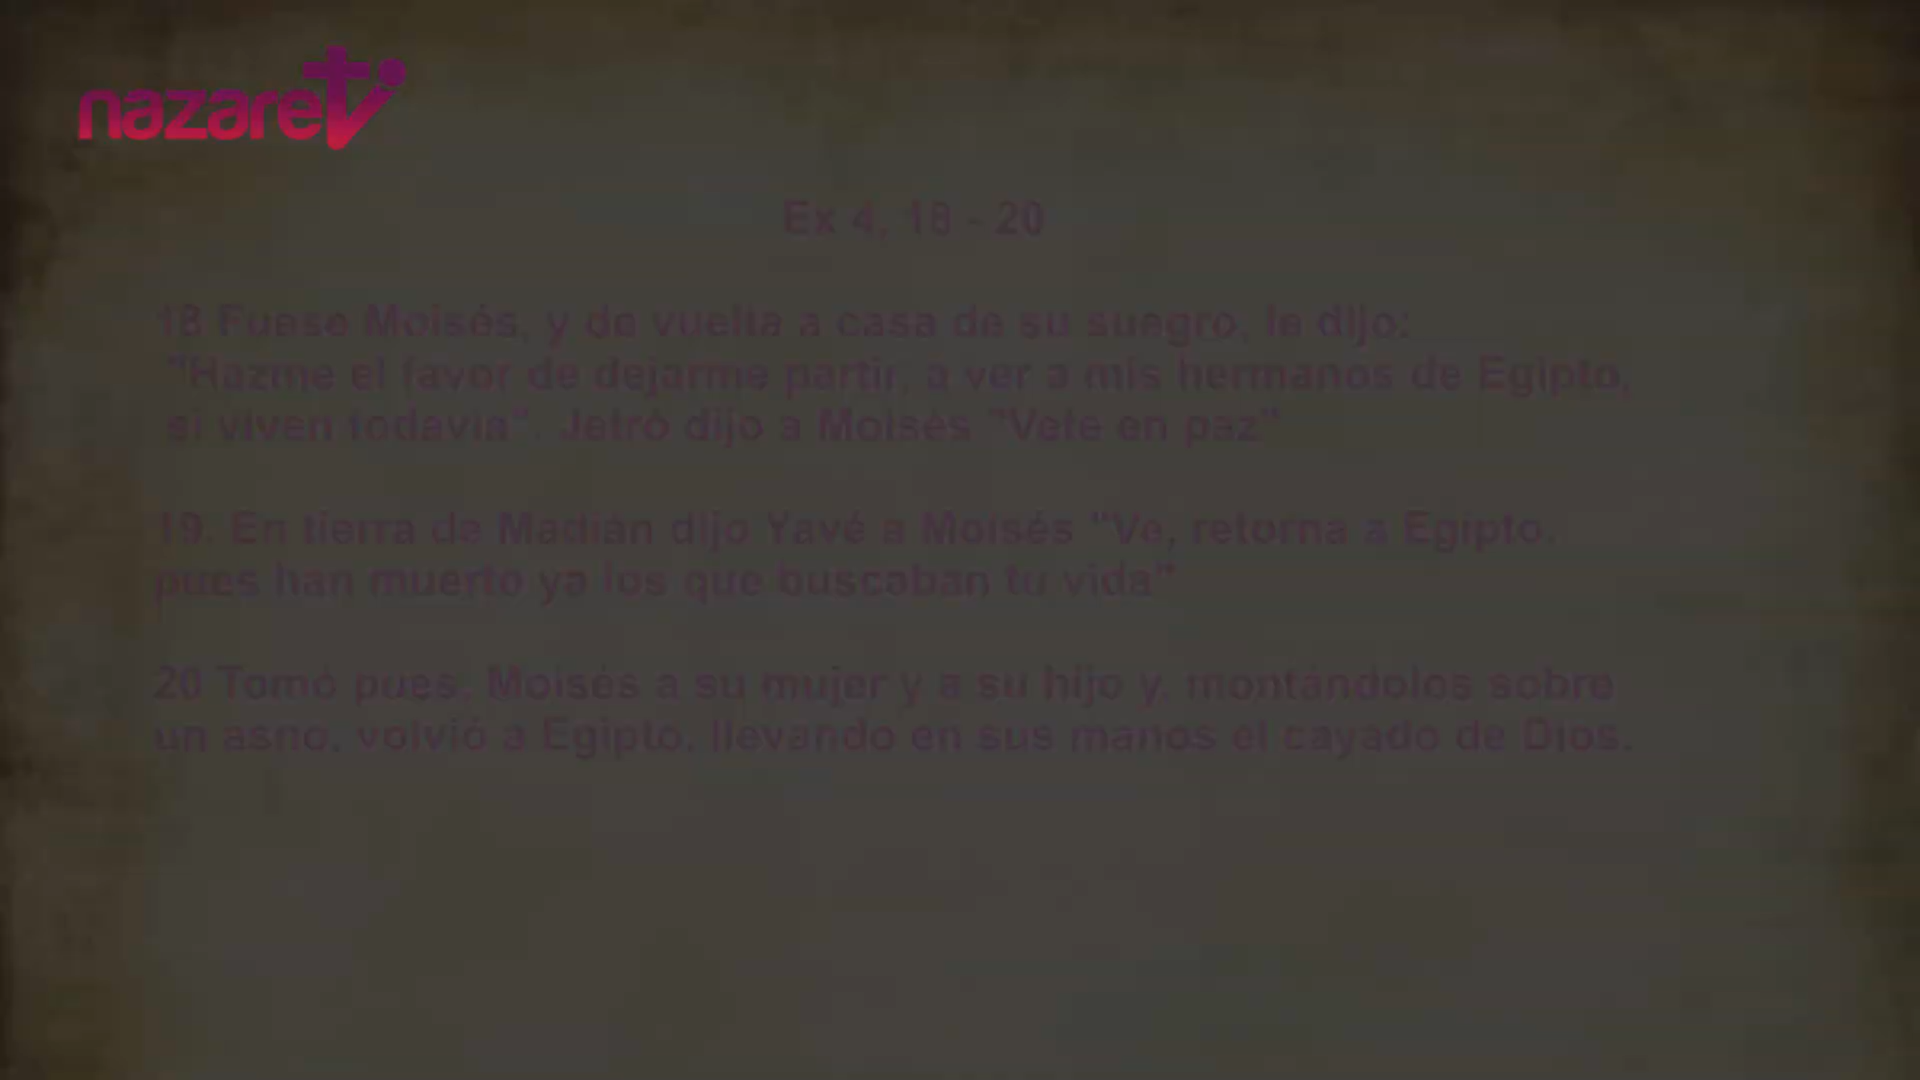 nazaretv
Ex 4, 18 - 20
18 Fuese Moisés, y de vuelta a casa de su suegro, le dijo:
"Hazme el favor de dejarme partir, a ver a mis hermanos de Egipto,
si viven todavía". Jetró dijo a Moisés "Vete en paz"
19. En tierra de Madián dijo Yavé a Moisés "Ve, retorna a Egipto,
pues han muerto ya los que buscaban tu vida"
20 Tomó pues, Moisés a su mujer y a su hijo y, montándolos sobre
un asno, volvió a Egipto, llevando en sus manos el cayado de Dios.